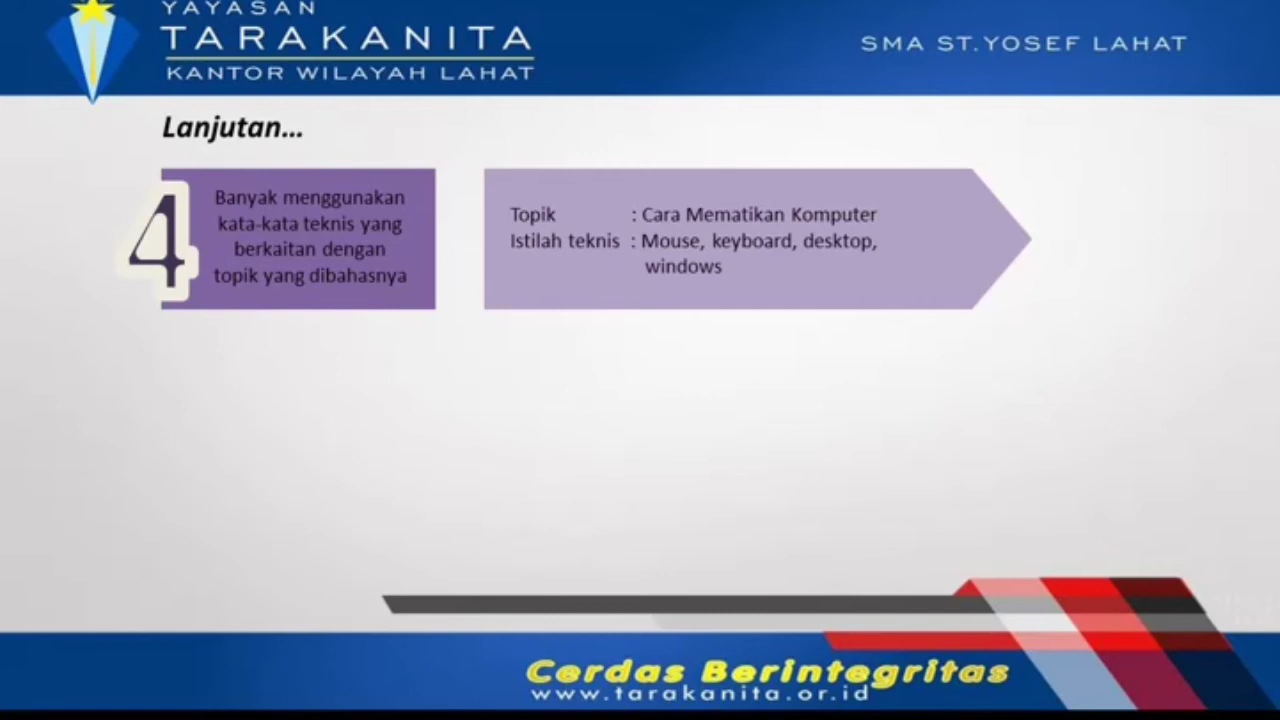 YAYASAN
TARAKANITA
KANTOR WILAYAH LAHAT
SMA ST.YOSEF LAHAT
Lanjutan...
4
Banyak menggunakan
kata-kata teknis yang
berkaitan dengan
topik yang dibahasnya
Topik : Cara Mematikan Komputer
Istilah teknis : Mouse, keyboard, desktop,
windows
Cerdas Berintegritas
www.tarakanita.or.id